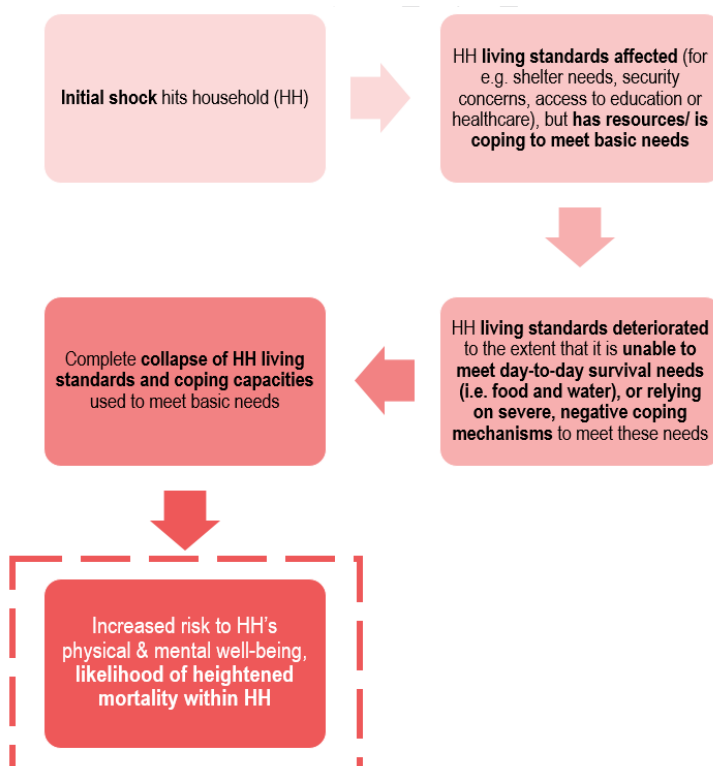 Initial shock hits household (HH)
HH living standards affected (for
e.g. shelter needs, security
concerns, access to education or
healthcare), but has resources/ is
coping to meet basic needs
HH living standards deteriorated
to the extent that it is unable to
meet day-to-day survival needs
(i.e. food and water), or relying
on severe, negative coping
mechanisms to meet these needs
Complete collapse of HH living
standards and coping capacities
used to meet basic needs
Increased risk to HH's
physical & mental well-being,
likelihood of heightened
mortality within HH